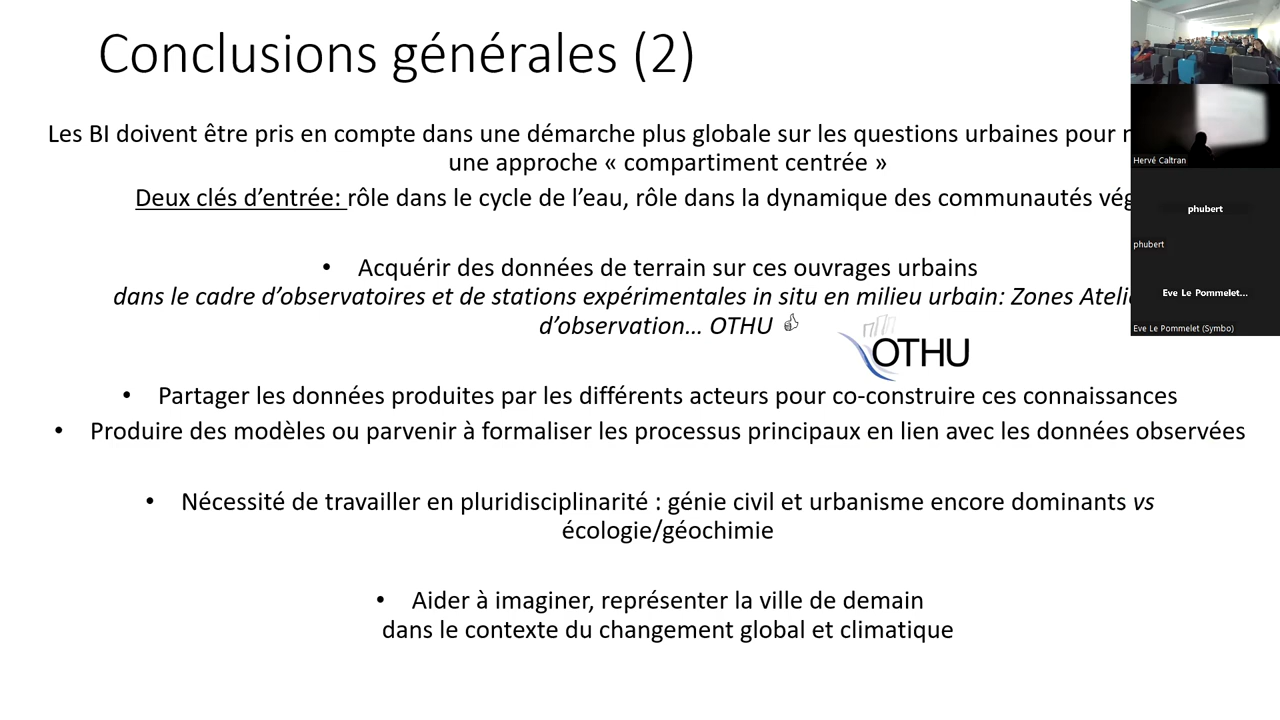 Conclusions générales (2)
Les BI doivent être pris en compte dans une démarche plus globale sur les questions urbaines pour
une approche « compartiment centrée »
Deux clés d’entrée: rôle dans le cycle de l’eau, rôle dans la dynamique des communautés
• Acquérir des données de terrain sur ces ouvrages urbains
dans le cadre d’observatoires et de stations expérimentales in situ en milieu urbain: Zones
d’observation... OTHU 👍
OTHU
• Partager les données produites par les différents acteurs pour co-construire ces connaissances
• Produire des modèles ou parvenir à formaliser les processus principaux en lien avec les données observées
• Nécessité de travailler en pluridisciplinarité : génie civil et urbanisme encore dominants vs
écologie/géochimie
• Aider à imaginer, représenter la ville de demain
dans le contexte du changement global et climatique
Hervé Caltran
phubert
phubert
Eve Le Pommelet...
Eve Le Pommelet (Symbo)